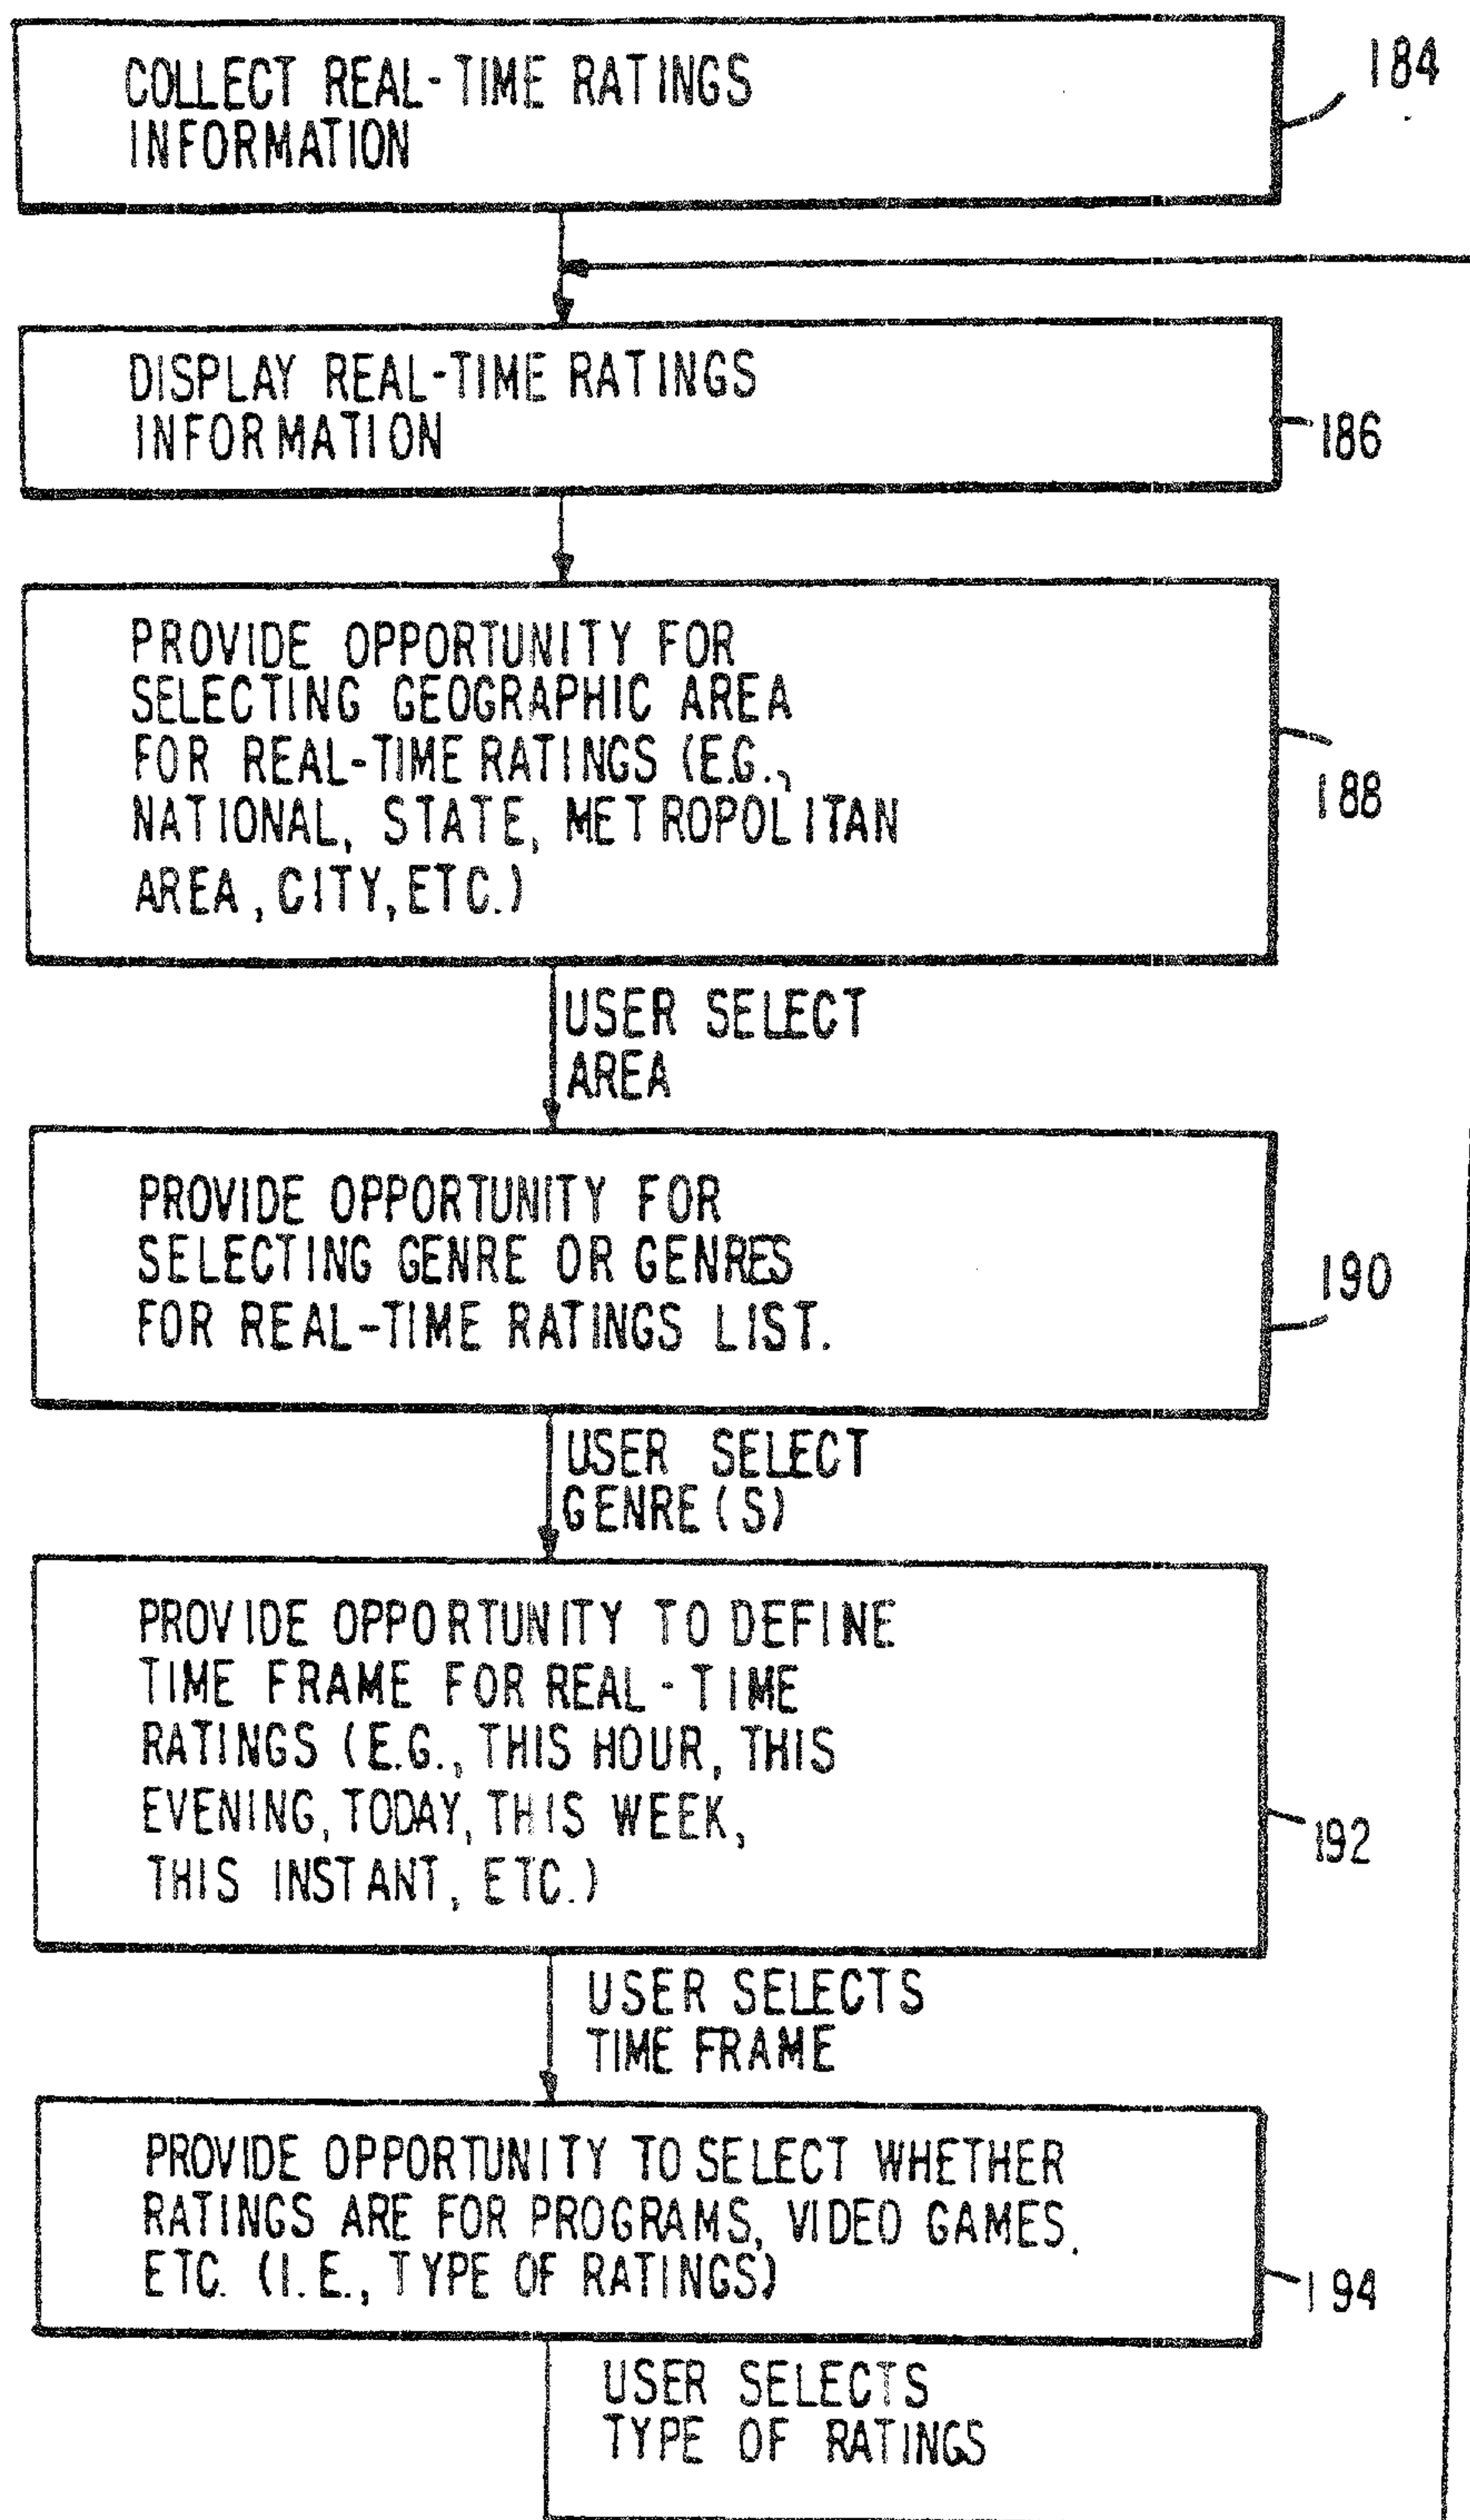 COLLECT REAL-TIME RATINGS
INFORMATION
184
DISPLAY REAL-TIME RATINGS
INFORMATION
186
PROVIDE OPPORTUNITY FOR
SELECTING GEOGRAPHIC AREA
FOR REAL-TIME RATINGS (E.G.,
NATIONAL, STATE, METROPOLITAN
AREA, CITY, ETC.)
188
USER SELECT
AREA
PROVIDE OPPORTUNITY FOR
SELECTING GENRE OR GENRES
FOR REAL-TIME RATINGS LIST.
190
USER SELECT
GENRE(S)
PROVIDE OPPORTUNITY TO DEFINE
TIME FRAME FOR REAL-TIME
RATINGS (E.G., THIS HOUR, THIS
EVENING, TODAY, THIS WEEK,
THIS INSTANT, ETC.)
192
USER SELECTS
TIME FRAME
PROVIDE OPPORTUNITY TO SELECT WHETHER
RATINGS ARE FOR PROGRAMS, VIDEO GAMES,
ETC. (I.E., TYPE OF RATINGS)
194
USER SELECTS
TYPE OF RATINGS